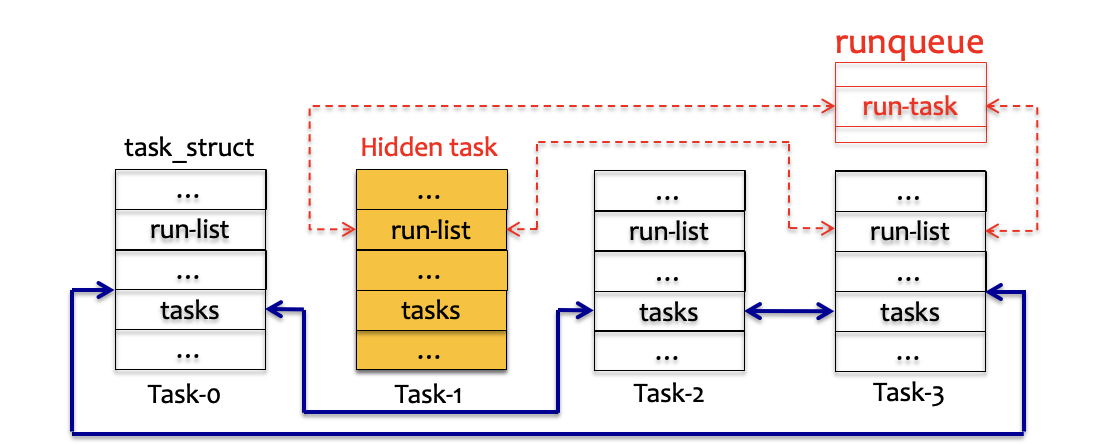 runqueue
run-task
task_struct
Hidden task
...
...
...
...
run-list
run-list
run-list
run-list
...
...
...
...
tasks
tasks
tasks
tasks
...
...
...
...
Task-0
Task-1
Task-2
Task-3